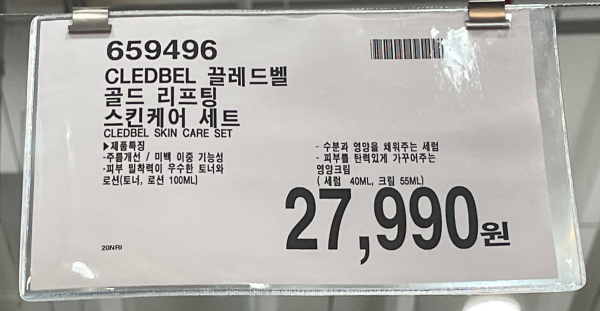 659496
CLEDBEL 끌레드벨
골드 리프팅
스킨케어 세트
CLEDBEL SKIN CARE SET
▶제품특징
-주름개선 / 미백 이중 기능성
-피부 밀착력이 우수한 토너와
로션(토너, 로션 100ML)
- 수분과 영양을 채워주는 세럼
- 피부를 탄력있게 가꾸어주는
영양크림
( 세럼 40ML, 크림 55ML)
27,990원
20NRI